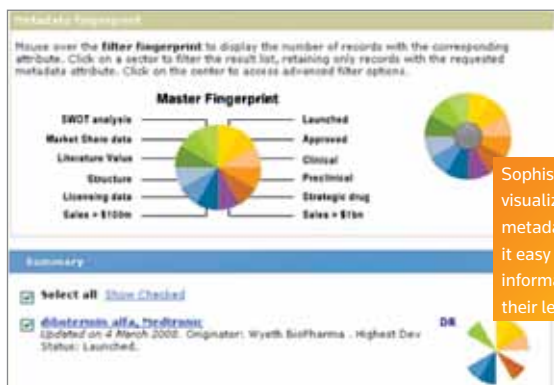 Metadata fingerprint
Mouse over the filter fingerprint to display the number of records with the corresponding
attribute. Click on a sector to filter the result list, retaining only records with the requested
metadata attribute. Click on the center to access advanced filter options.
Master Fingerprint
SWOT analysis
Launched
Market Share data
Approved
Literature Value
Clinical
Structure
Preclinical
Licensing data
Strategic drug
Sales > $100m
Sales > $1bn
Sophis
visualiz
metada
it easy
informa
their le
Summary
Select all Show Checked
dibotermin alfa, Medtronic
DR
Updated on 4 March 2008. Originator: Wyeth BioPharma . Highest Dev
Status: Launched.